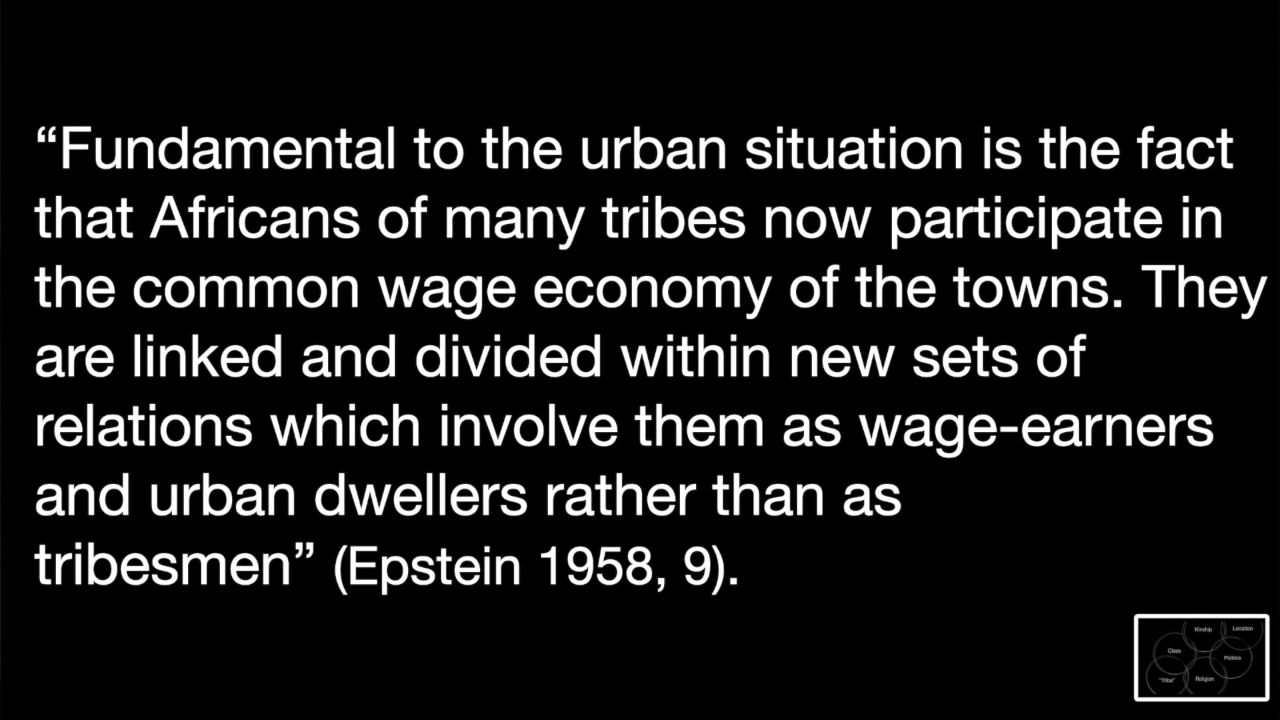 “Fundamental to the urban situation is the fact
that Africans of many tribes now participate in
the common wage economy of the towns. They
are linked and divided within new sets of
relations which involve them as wage-earners
and urban dwellers rather than as
tribesmen” (Epstein 1958, 9).
Kinship
Location
Class
Politics
“Tribe”
Religion